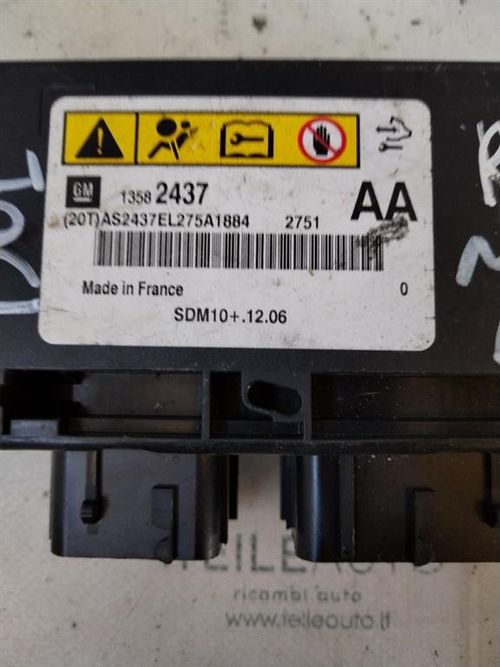 GM 1358 2437 AA
(20T)AS2437EL275A1884 2751
Made in France 0
SDM10+.12.06
TEILEAUTO
ricambi auto
www.teileauto.it